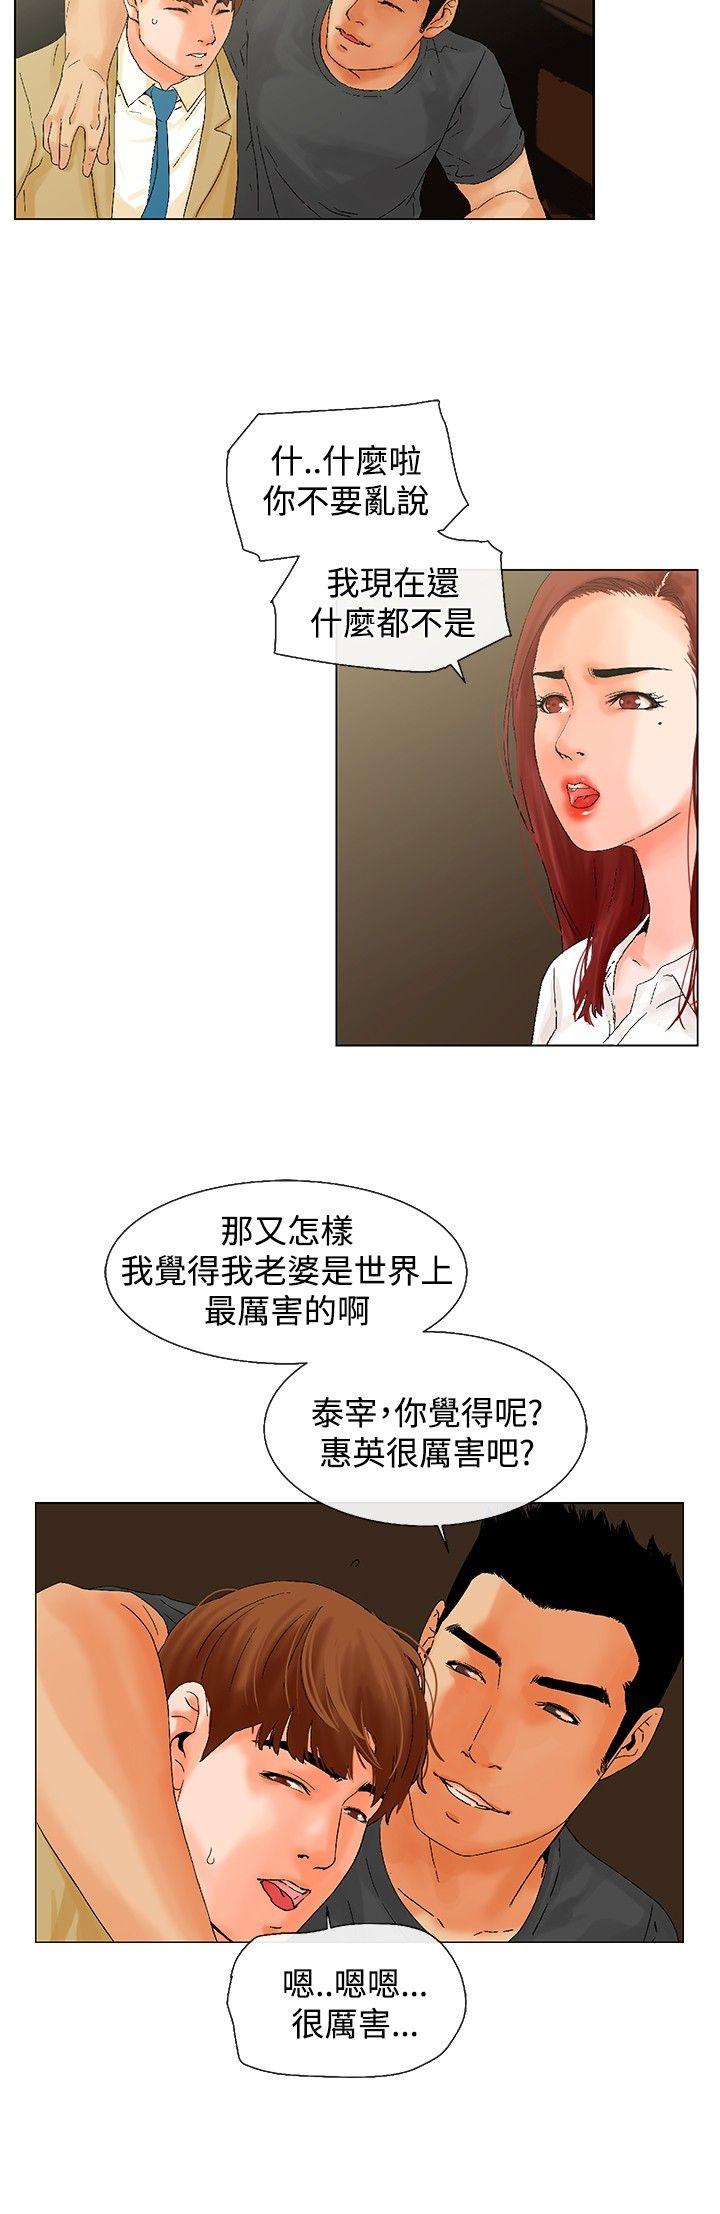 什..什麼啦
你不要亂說
我現在還
什麼都不是
那又怎樣
我覺得我老婆是世界上
最厲害的啊
泰宰,你覺得呢?
惠英很厲害吧?
嗯..嗯嗯...
很厲害...